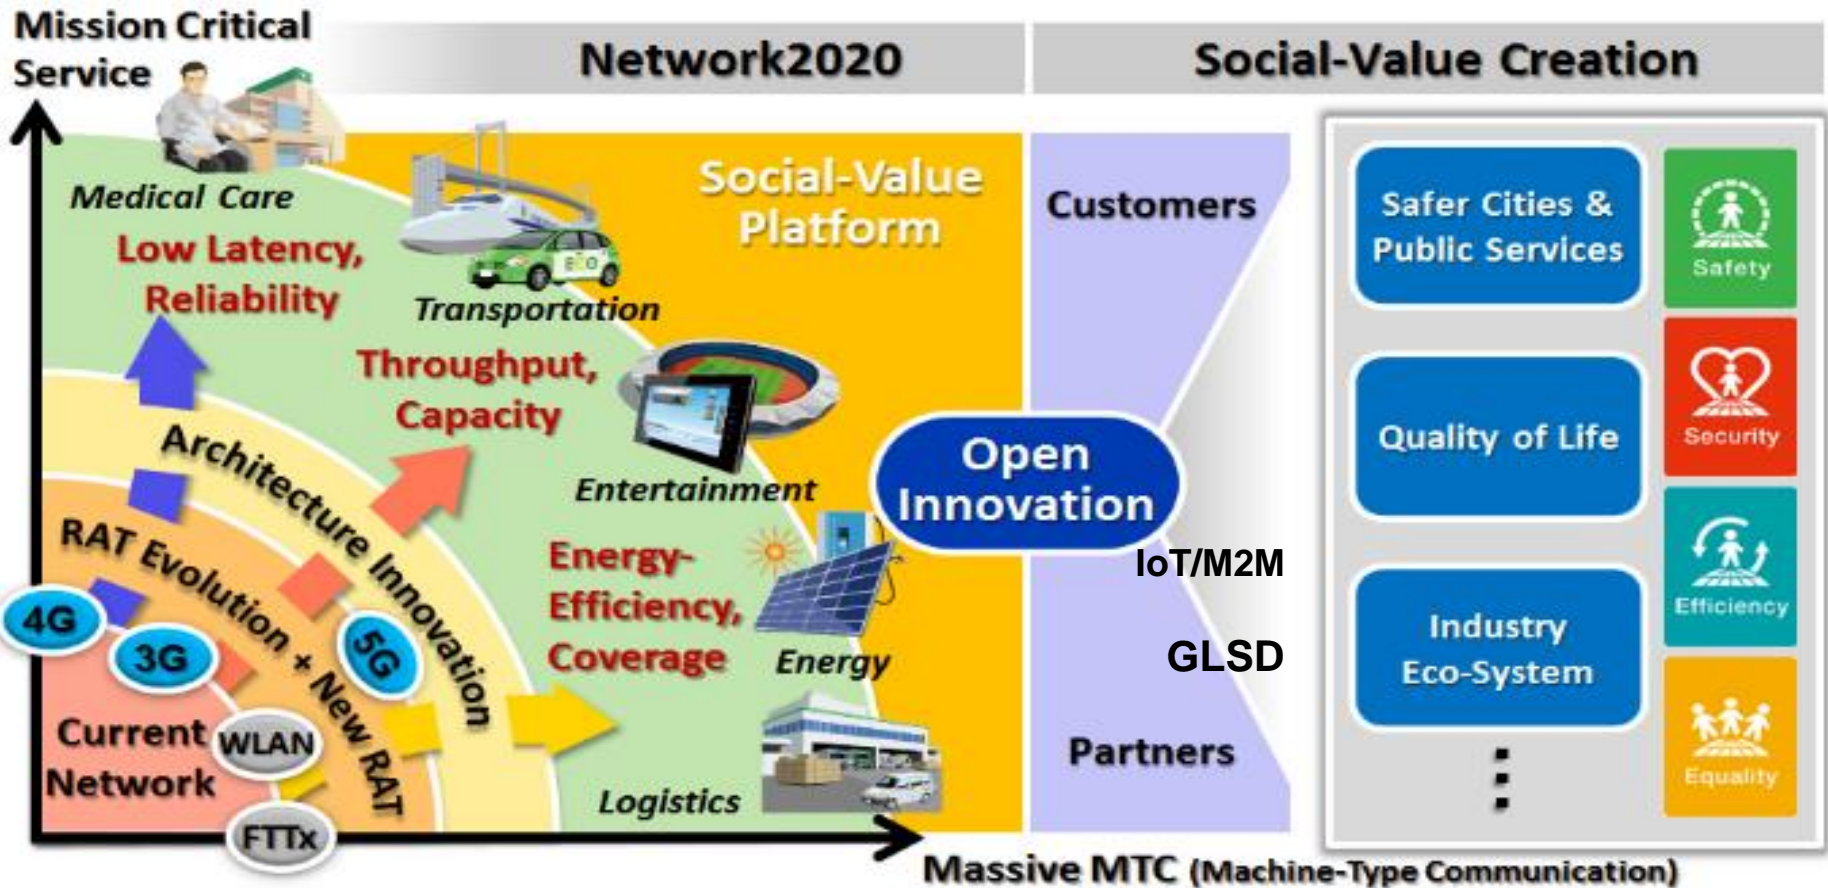 Mission Critical
Service
Network2020
Social-Value Creation
Medical Care
Low Latency,
Reliability
ECO
Transportation
Social-Value
Platform
Throughput,
Capacity
Entertainment
Energy-
Efficiency,
Coverage
Energy
Logistics
Architecture Innovation
RAT Evolution + New RAT
4G
3G
5G
Current
Network
WLAN
FTTx
Massive MTC (Machine-Type Communication)
Customers
Open
Innovation
IoT/M2M
GLSD
Partners
Safer Cities &
Public Services
Quality of Life
Industry
Eco-System
Safety
Security
Efficiency
Equality